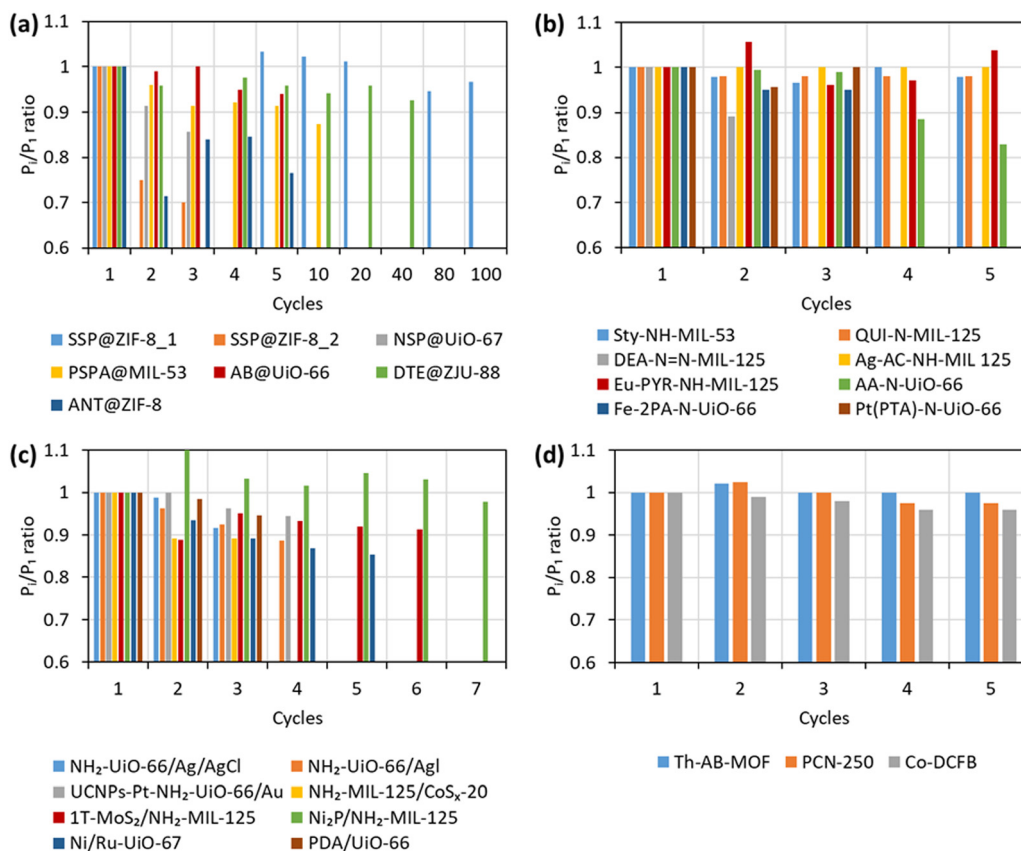 (a)
1.1
1
0.9
0.8
0.7
0.6
Pᵢ/P₁ ratio
1 2 3 4 5 10 20 40 80 100
Cycles
SSP@ZIF-8_1 SSP@ZIF-8_2 NSP@UiO-67
PSPA@MIL-53 AB@UiO-66 DTE@ZJU-88
ANT@ZIF-8
(b)
1.1
1
0.9
0.8
0.7
0.6
Pᵢ/P₁ ratio
1 2 3 4 5
Cycles
Sty-NH-MIL-53 QUI-N-MIL-125
DEA-N=N-MIL-125 Ag-AC-NH-MIL 125
Eu-PYR-NH-MIL-125 AA-N-UiO-66
Fe-2PA-N-UiO-66 Pt(PTA)-N-UiO-66
(c)
1.1
1
0.9
0.8
0.7
0.6
Pᵢ/P₁ ratio
1 2 3 4 5 6 7
Cycles
NH₂-UiO-66/Ag/AgCl NH₂-UiO-66/AgI
UCNPs-Pt-NH₂-UiO-66/Au NH₂-MIL-125/CoSₓ-20
1T-MoS₂/NH₂-MIL-125 Ni₂P/NH₂-MIL-125
Ni/Ru-UiO-67 PDA/UiO-66
(d)
1.1
1
0.9
0.8
0.7
0.6
Pᵢ/P₁ ratio
1 2 3 4 5
Cycles
Th-AB-MOF PCN-250 Co-DCFB